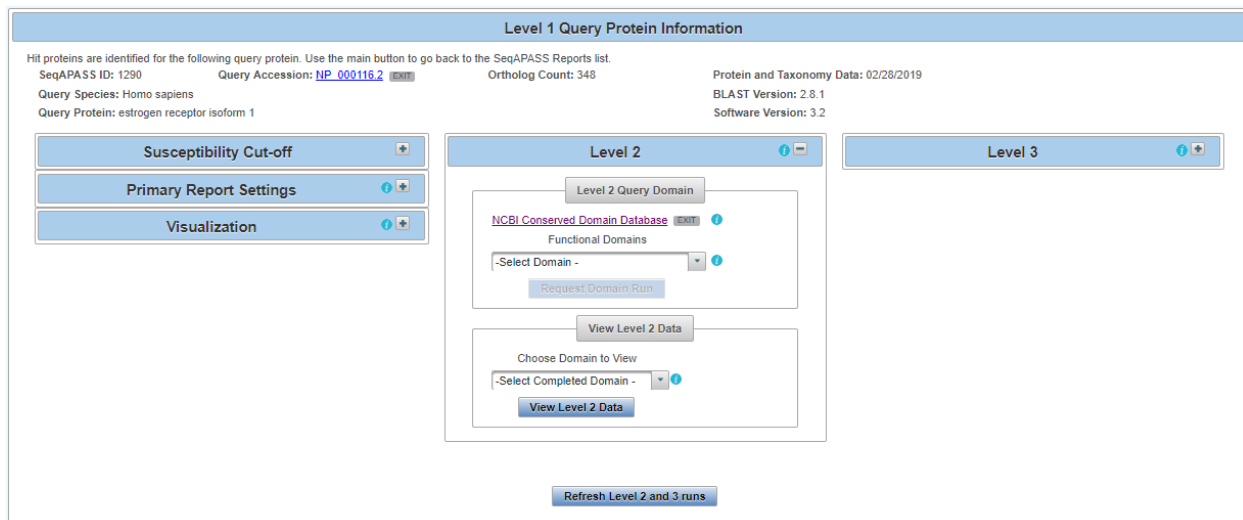 Level 1 Query Protein Information
Hit proteins are identified for the following query protein. Use the main button to go back to the SeqAPASS Reports list.
SeqAPASS ID: 1290 Query Accession: NP_000116.2 EXIT Ortholog Count: 348 Protein and Taxonomy Data: 02/28/2019
Query Species: Homo sapiens BLAST Version: 2.8.1
Query Protein: estrogen receptor isoform 1 Software Version: 3.2
Susceptibility Cut-off
Primary Report Settings
Visualization
Level 2
Level 2 Query Domain
NCBI Conserved Domain Database EXIT
Functional Domains
-Select Domain -
Request Domain Run
View Level 2 Data
Choose Domain to View
-Select Completed Domain -
View Level 2 Data
Level 3
Refresh Level 2 and 3 runs